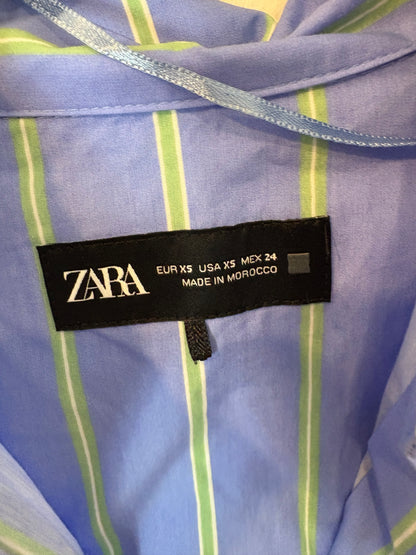 ZARA
EUR XS USA XS MEX 24
MADE IN MOROCCO